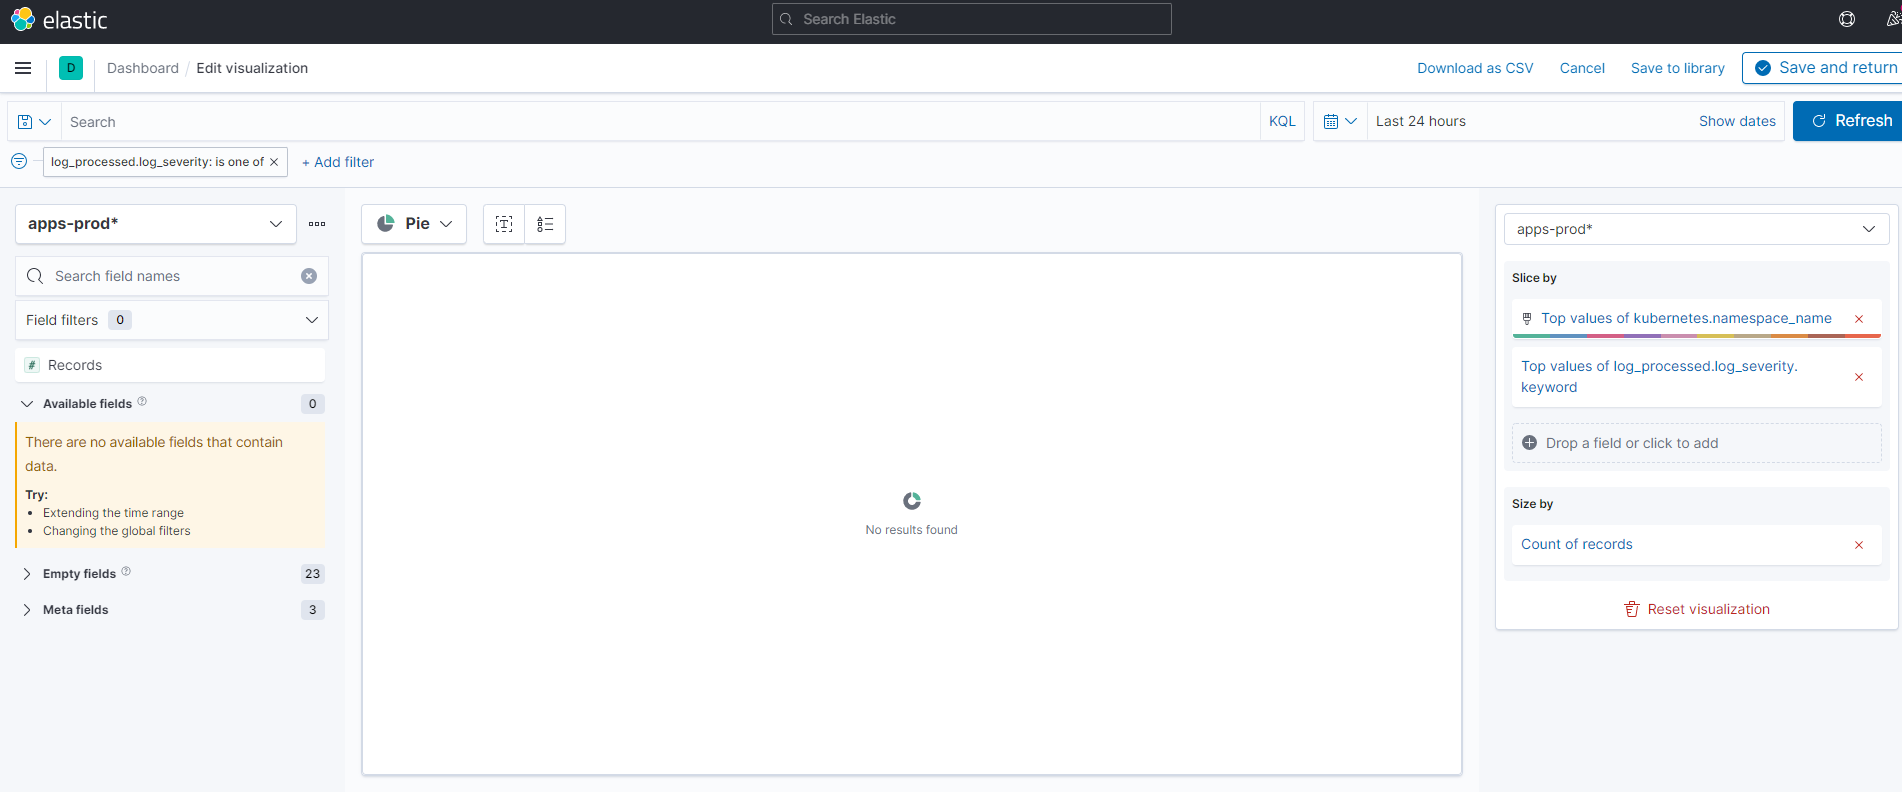 elastic
Search Elastic
D
Dashboard / Edit visualization
Download as CSV
Cancel
Save to library
Save and return
Search
KQL
Last 24 hours
Show dates
Refresh
log_processed.log_severity: is one of ×
+ Add filter
apps-prod*
Search field names
Field filters 0
# Records
Available fields 0
There are no available fields that contain
data.
Try:
• Extending the time range
• Changing the global filters
Empty fields 23
Meta fields 3
Pie
No results found
apps-prod*
Slice by
Top values of kubernetes.namespace_name
Top values of log_processed.log_severity.
keyword
Drop a field or click to add
Size by
Count of records
Reset visualization